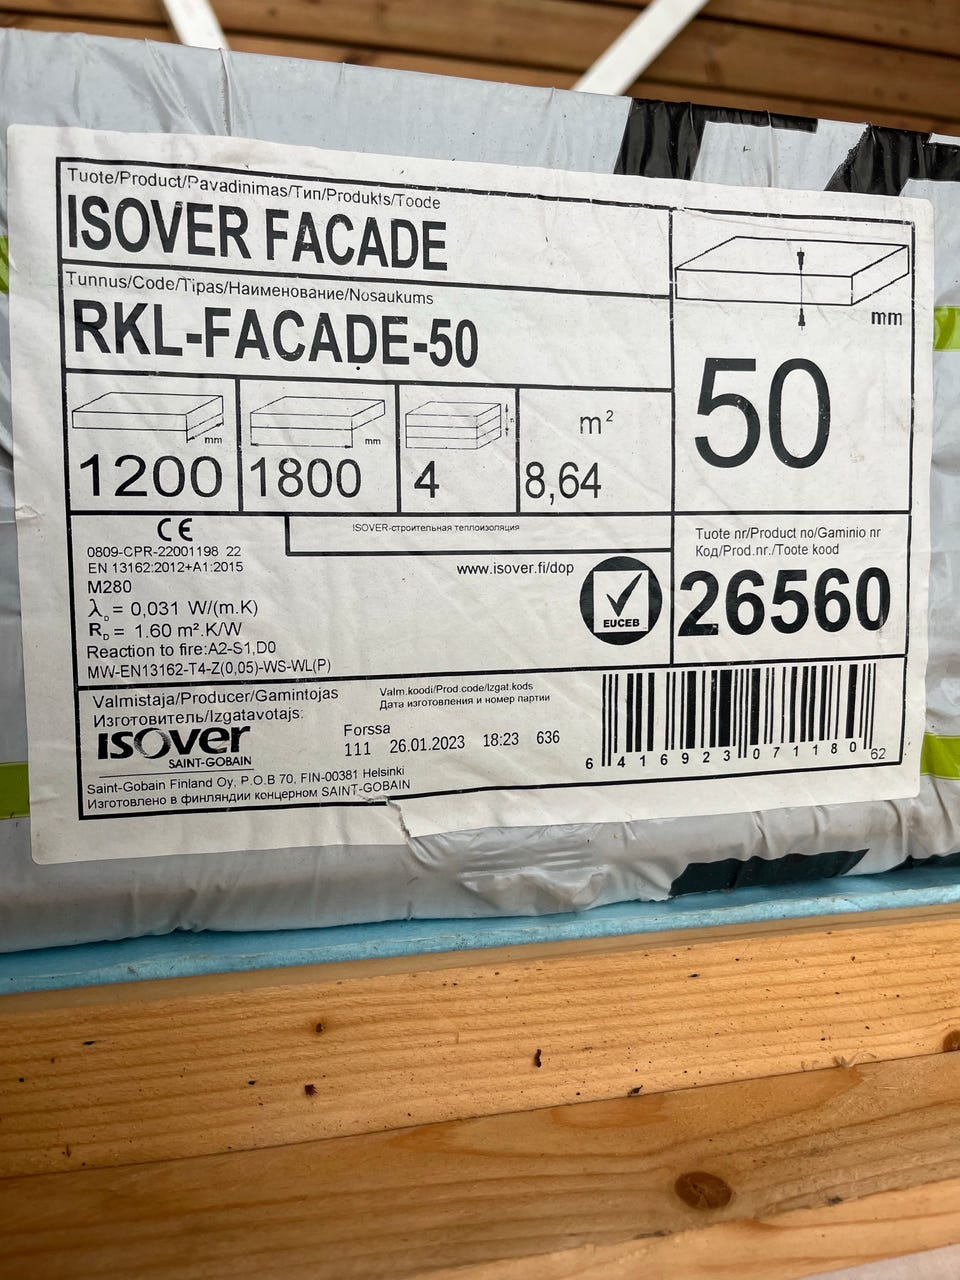 Tuote/Product/Pavadinimas/Тип/Produkts/Toode
ISOVER FACADE
Tunnus/Code/Tipas/Наименование/Nosaukums
RKL-FACADE-50
mm
50
mm
1200
mm
1800
4
m²
8,64
CE
0809-CPR-22001198 22
EN 13162:2012+A1:2015
M280
λD = 0,031 W/(m.K)
RD = 1.60 m².K/W
Reaction to fire:A2-S1,D0
MW-EN13162-T4-Z(0,05)-WS-WL(P)
ISOVER-строительная теплоизоляция
www.isover.fi/dop
EUCEB
Tuote nr/Product no/Gaminio nr
Код/Prod.nr./Toote kood
26560
Valmistaja/Producer/Gamintojas
Изготовитель/Izgatavotajs:
isover
SAINT-GOBAIN
Saint-Gobain Finland Oy, P.O.B 70, FIN-00381 Helsinki
Изготовлено в финляндии концерном SAINT-GOBAIN
Valm.koodi/Prod.code/Izgat.kods
Дата изготовления и номер партии
Forssa
111 26.01.2023 18:23 636
6 416923 071180 62